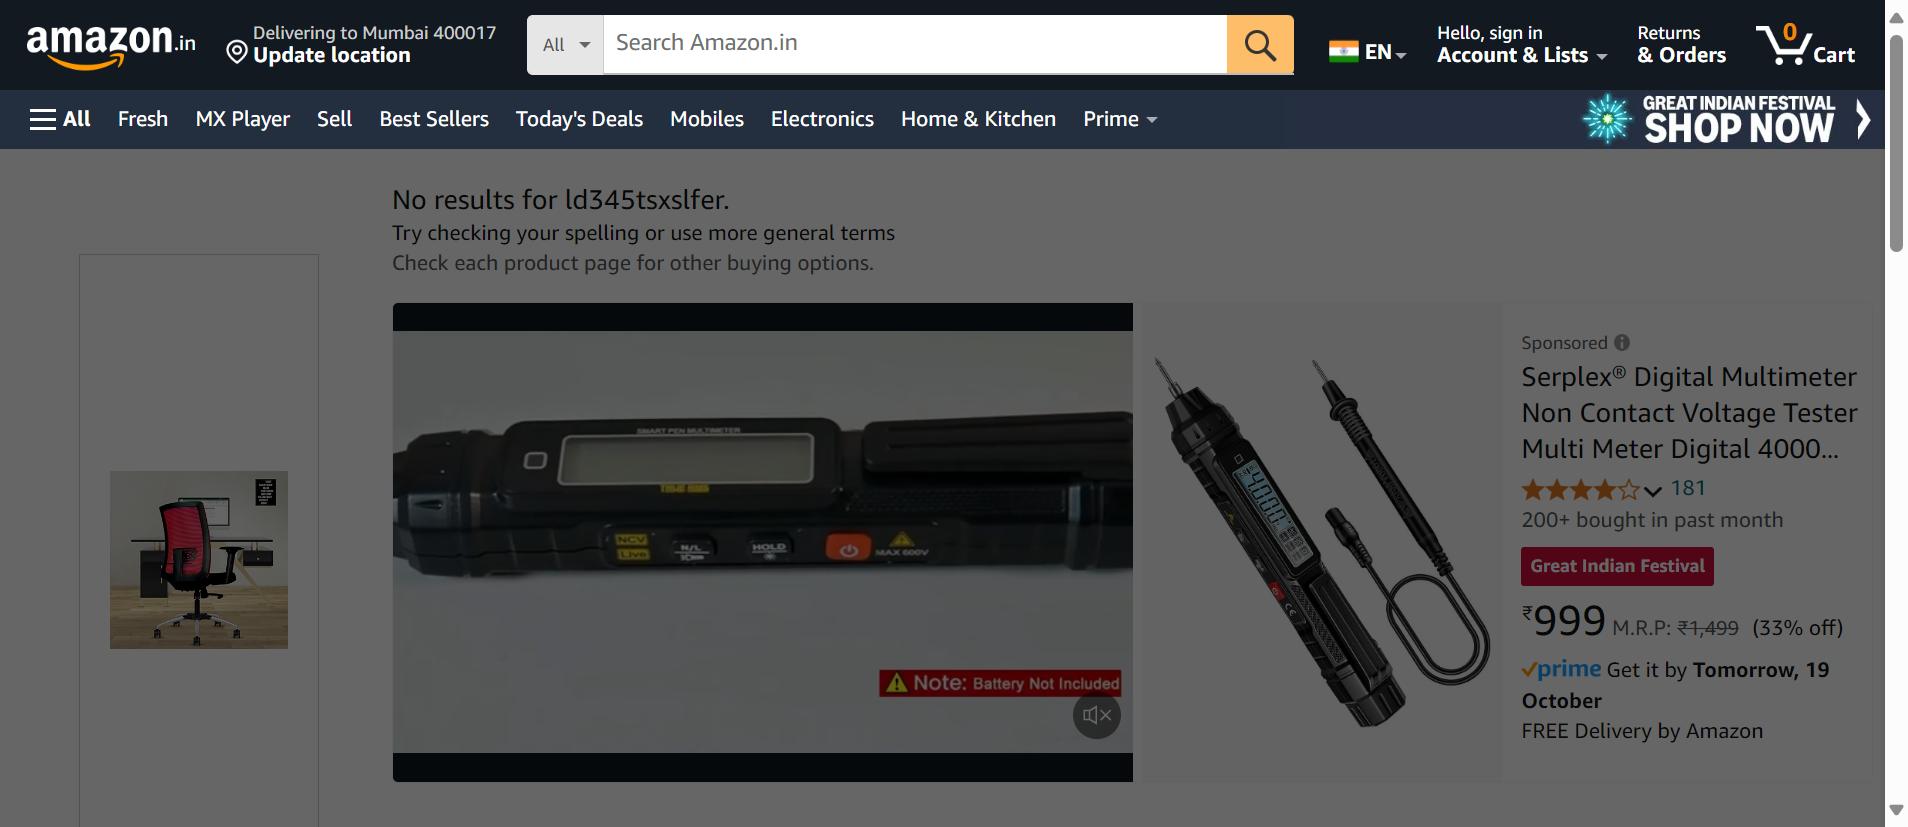 amazon.in
Delivering to Mumbai 400017
Update location
All
Search Amazon.in
EN
Hello, sign in
Account & Lists
Returns
& Orders
0
Cart
All
Fresh
MX Player
Sell
Best Sellers
Today's Deals
Mobiles
Electronics
Home & Kitchen
Prime
GREAT INDIAN FESTIVAL
SHOP NOW
No results for ld345tsxslfer.
Try checking your spelling or use more general terms
Check each product page for other buying options.
SMART PEN MULTIMETER
NCV
Live
N/L
HOLD
MAX 600V
Note: Battery Not Included
Sponsored
Serplex® Digital Multimeter
Non Contact Voltage Tester
Multi Meter Digital 4000...
181
200+ bought in past month
Great Indian Festival
₹999 M.R.P: ₹1,499 (33% off)
prime Get it by Tomorrow, 19
October
FREE Delivery by Amazon